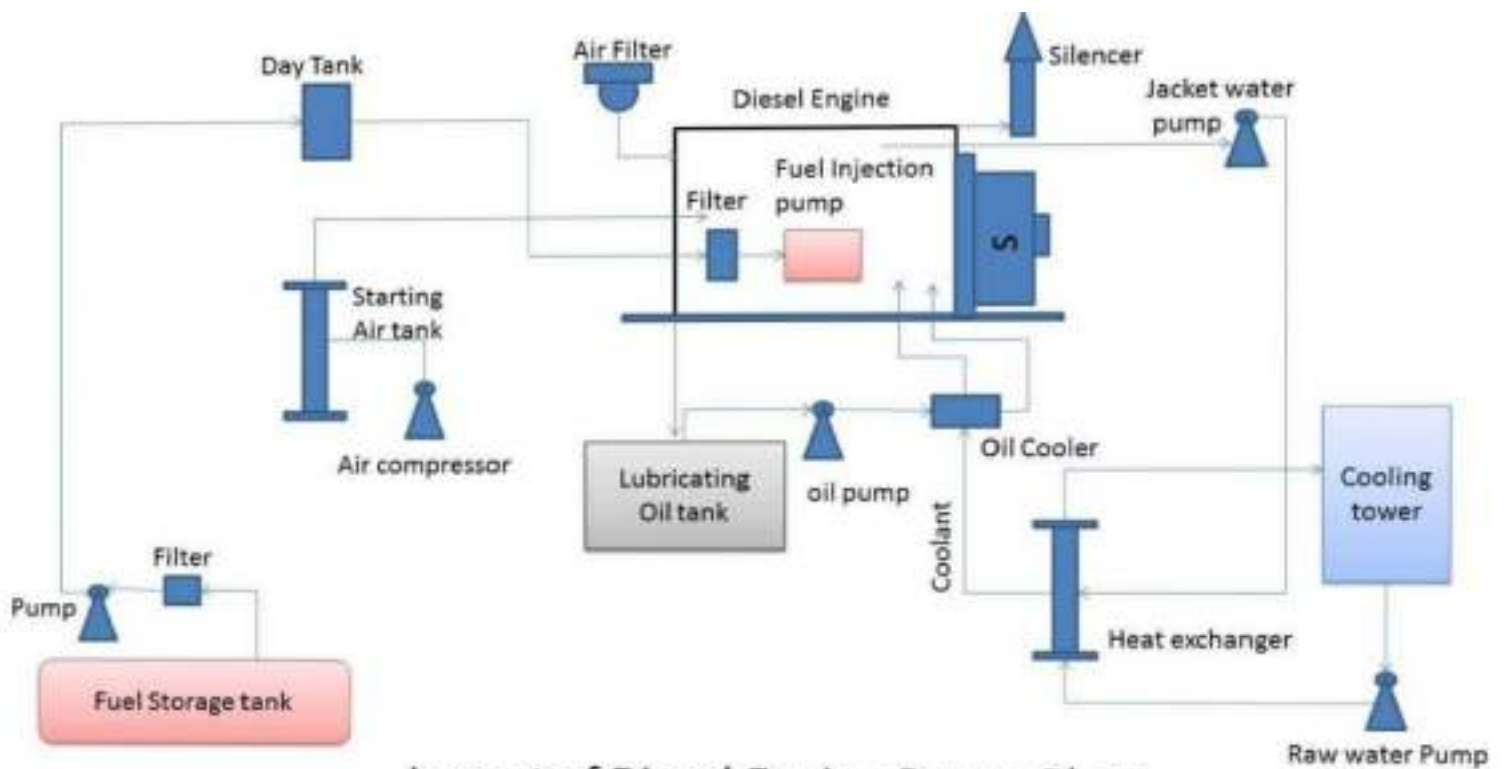 Air Filter
Silencer
Day Tank
Diesel Engine
Jacket water
pump
Fuel Injection
pump
Filter
S
Starting
Air tank
Air compressor
Lubricating
Oil tank
oil pump
Oil Cooler
Coolant
Cooling
tower
Filter
Pump
Heat exchanger
Fuel Storage tank
Raw water Pump